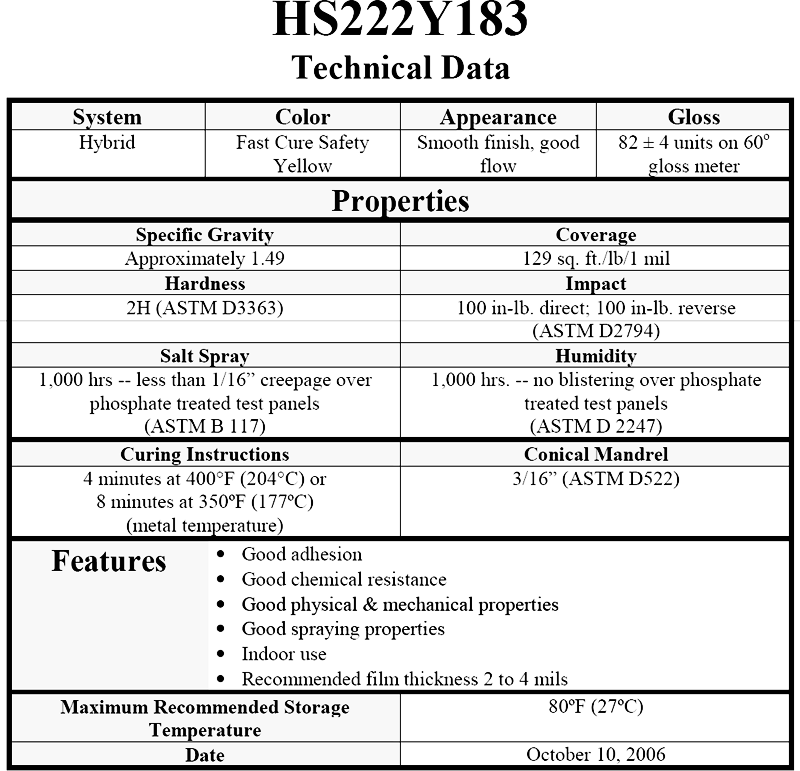 HS222Y183
Technical Data
System Color Appearance Gloss
Hybrid Fast Cure Safety Smooth finish, good 82 ± 4 units on 60º
Yellow flow gloss meter
Properties
Specific Gravity Coverage
Approximately 1.49 129 sq. ft./lb/1 mil
Hardness Impact
2H (ASTM D3363) 100 in-lb. direct; 100 in-lb. reverse
(ASTM D2794)
Salt Spray Humidity
1,000 hrs -- less than 1/16” creepage over 1,000 hrs. -- no blistering over phosphate
phosphate treated test panels treated test panels
(ASTM B 117) (ASTM D 2247)
Curing Instructions Conical Mandrel
4 minutes at 400°F (204°C) or 3/16” (ASTM D522)
8 minutes at 350ºF (177ºC)
(metal temperature)
Features
• Good adhesion
• Good chemical resistance
• Good physical & mechanical properties
• Good spraying properties
• Indoor use
• Recommended film thickness 2 to 4 mils
Maximum Recommended Storage 80ºF (27ºC)
Temperature
Date October 10, 2006